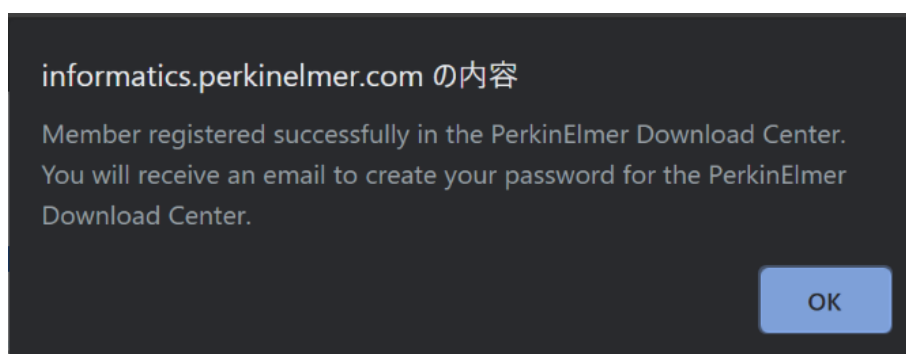 informatics.perkinelmer.com の内容
Member registered successfully in the PerkinElmer Download Center.
You will receive an email to create your password for the PerkinElmer
Download Center.
OK